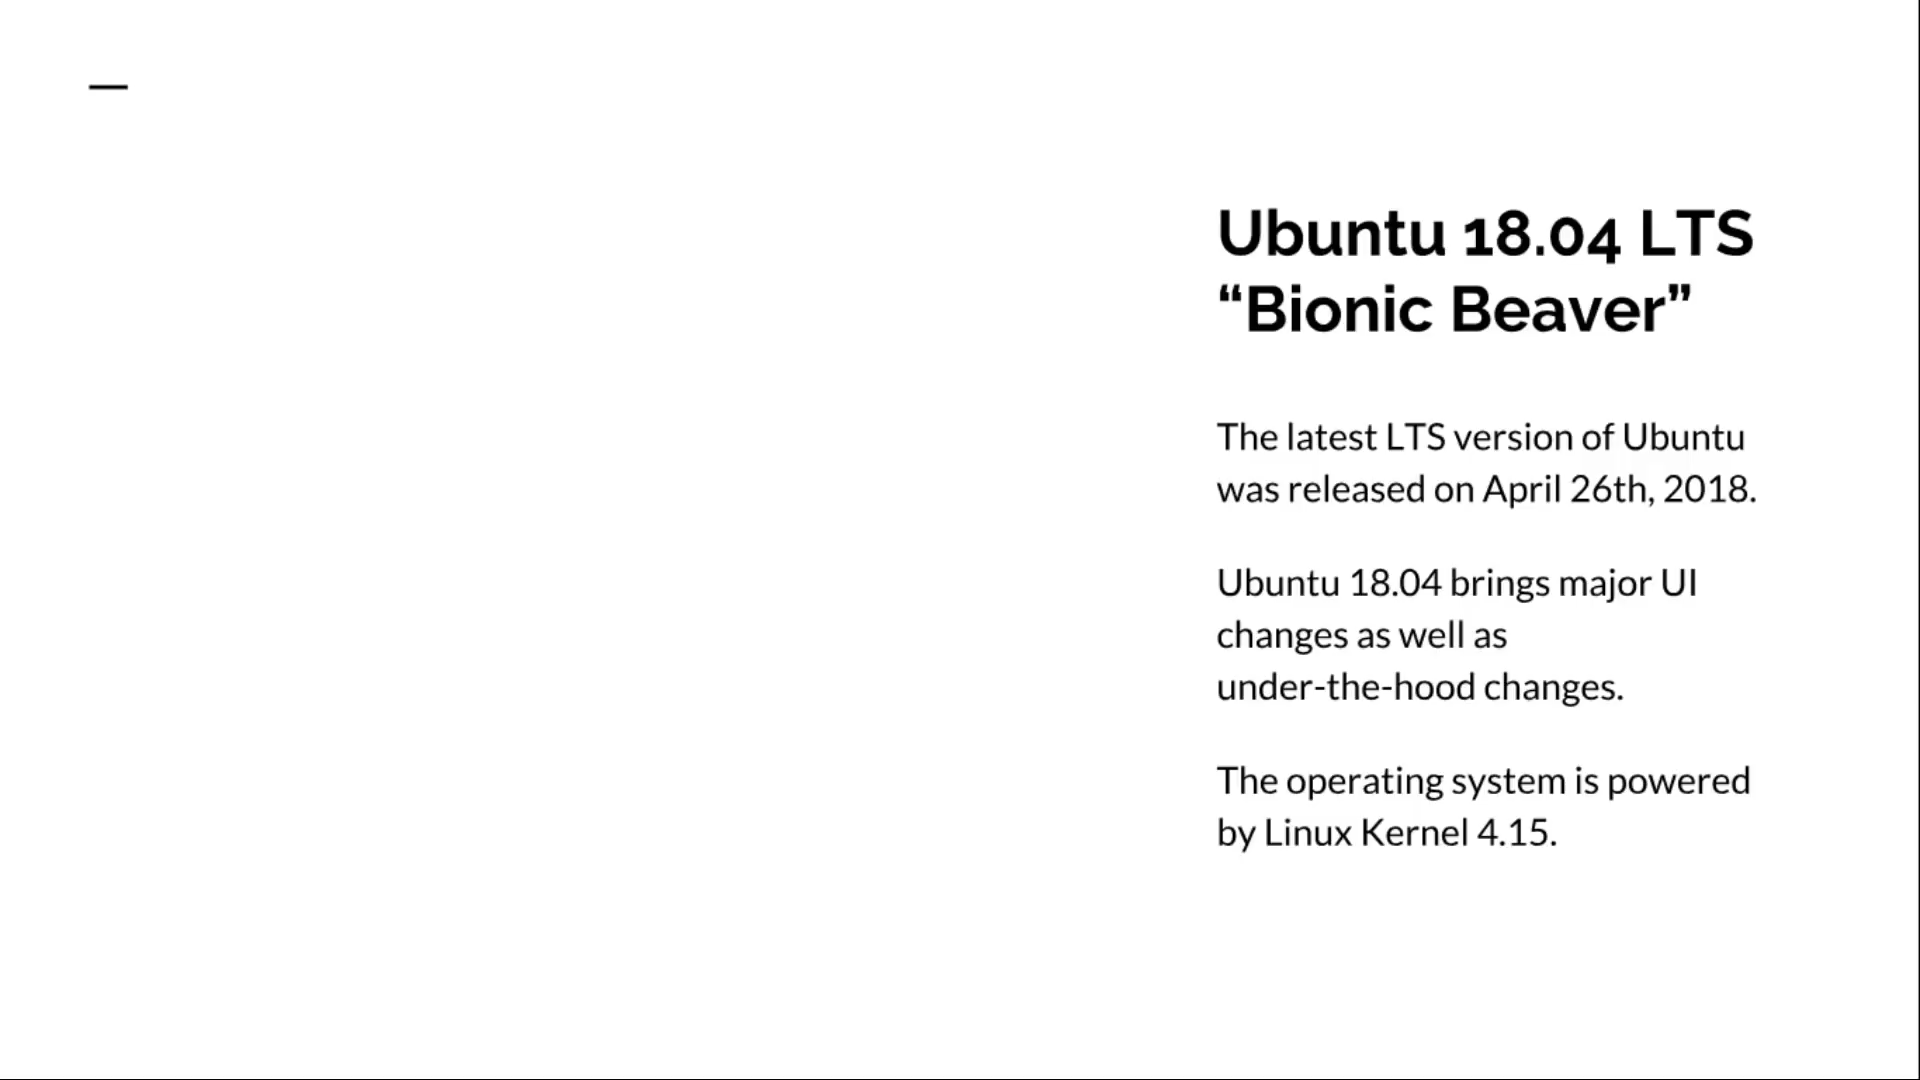 Ubuntu 18.04 LTS
“Bionic Beaver”
The latest LTS version of Ubuntu
was released on April 26th, 2018.
Ubuntu 18.04 brings major UI
changes as well as
under-the-hood changes.
The operating system is powered
by Linux Kernel 4.15.